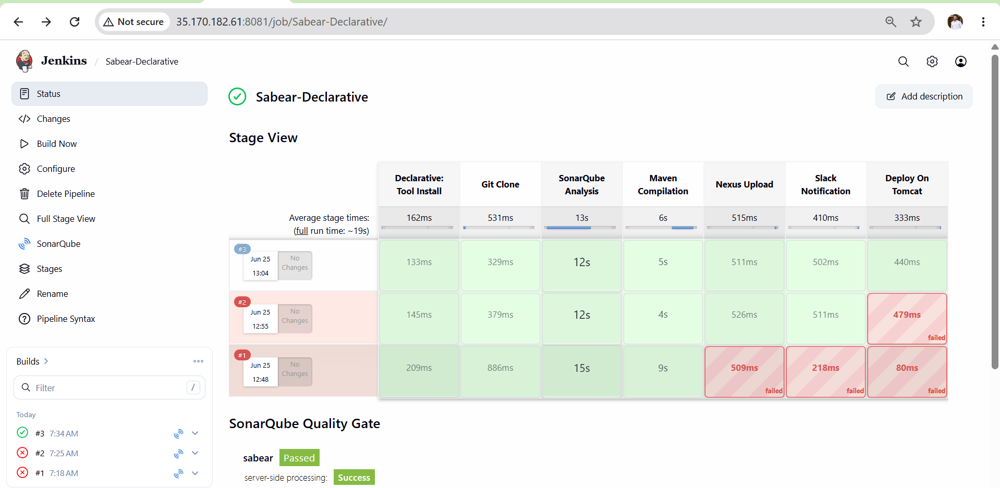 Not secure
35.170.182.61:8081/job/Sabear-Declarative/
Jenkins / Sabear-Declarative
Status
Changes
Build Now
Configure
Delete Pipeline
Full Stage View
SonarQube
Stages
Rename
Pipeline Syntax
Builds
Filter
/
Today
#3 7:34 AM
#2 7:25 AM
#1 7:18 AM
Sabear-Declarative
Add description
Stage View
Declarative: Tool Install
Git Clone
SonarQube Analysis
Maven Compilation
Nexus Upload
Slack Notification
Deploy On Tomcat
Average stage times:
(full run time: ~19s)
162ms 531ms 13s 6s 515ms 410ms 333ms
#3
Jun 25
13:04
No Changes
133ms 329ms 12s 5s 511ms 502ms 440ms
#2
Jun 25
12:55
No Changes
145ms 379ms 12s 4s 526ms 511ms 479ms
failed
#1
Jun 25
12:48
No Changes
209ms 886ms 15s 9s 509ms 218ms 80ms
failed failed failed
SonarQube Quality Gate
sabear Passed
server-side processing: Success